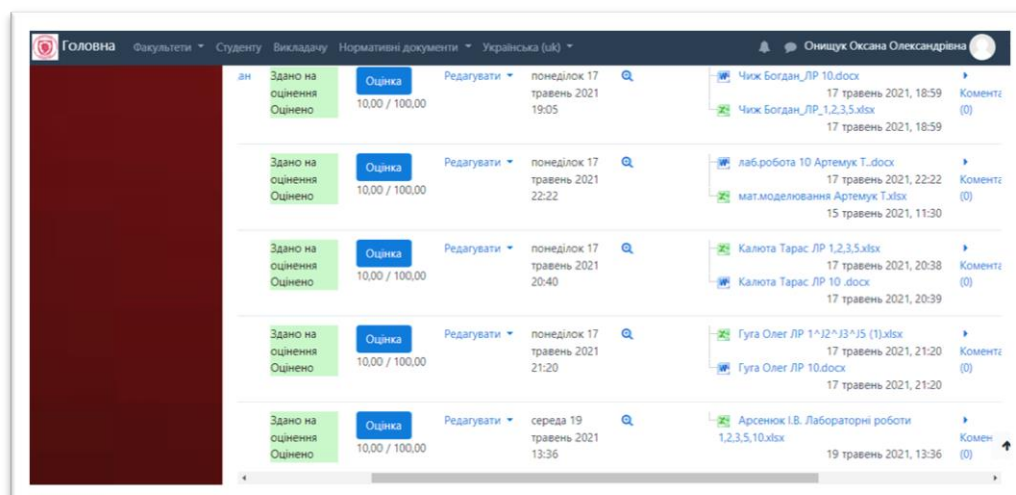 Головна Факультети Студенту Викладачу Нормативні документи Українська (uk) Онищук Оксана Олександрівна
ан Здано на оцінення Оцінено Оцінка 10,00 / 100,00 Редагувати понеділок 17 травень 2021 19:05 Чиж Богдан_ЛР 10.docx 17 травень 2021, 18:59 Чиж Богдан_ЛР_1,2,3,5.xlsx 17 травень 2021, 18:59 Комента (0)
Здано на оцінення Оцінено Оцінка 10,00 / 100,00 Редагувати понеділок 17 травень 2021 22:22 лаб.робота 10 Артемук Т..docx 17 травень 2021, 22:22 мат.моделювання Артемук Т.xlsx 15 травень 2021, 11:30 Комента (0)
Здано на оцінення Оцінено Оцінка 10,00 / 100,00 Редагувати понеділок 17 травень 2021 20:40 Калюта Тарас ЛР 1,2,3,5.xlsx 17 травень 2021, 20:38 Калюта Тарас ЛР 10 .docx 17 травень 2021, 20:39 Комента (0)
Здано на оцінення Оцінено Оцінка 10,00 / 100,00 Редагувати понеділок 17 травень 2021 21:20 Гуга Олег ЛР 1^J2^J3^J5 (1).xlsx 17 травень 2021, 21:20 Гуга Олег ЛР 10.docx 17 травень 2021, 21:20 Комента (0)
Здано на оцінення Оцінено Оцінка 10,00 / 100,00 Редагувати середа 19 травень 2021 13:36 Арсенюк І.В. Лабораторні роботи 1,2,3,5,10.xlsx 19 травень 2021, 13:36 Комен (0)